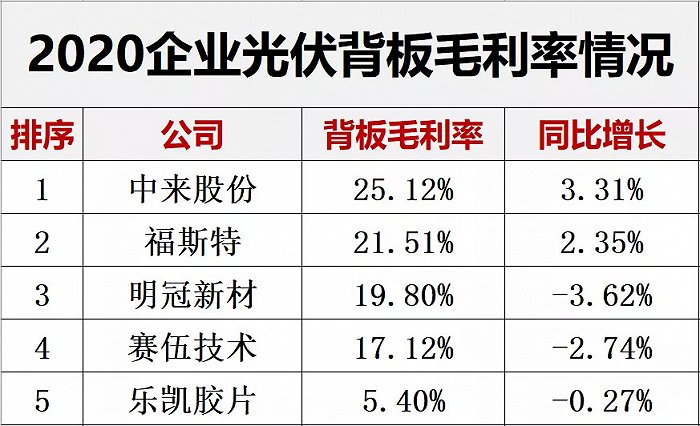 2020企业光伏背板毛利率情况
排序 公司 背板毛利率 同比增长
1 中来股份 25.12% 3.31%
2 福斯特 21.51% 2.35%
3 明冠新材 19.80% -3.62%
4 赛伍技术 17.12% -2.74%
5 乐凯胶片 5.40% -0.27%